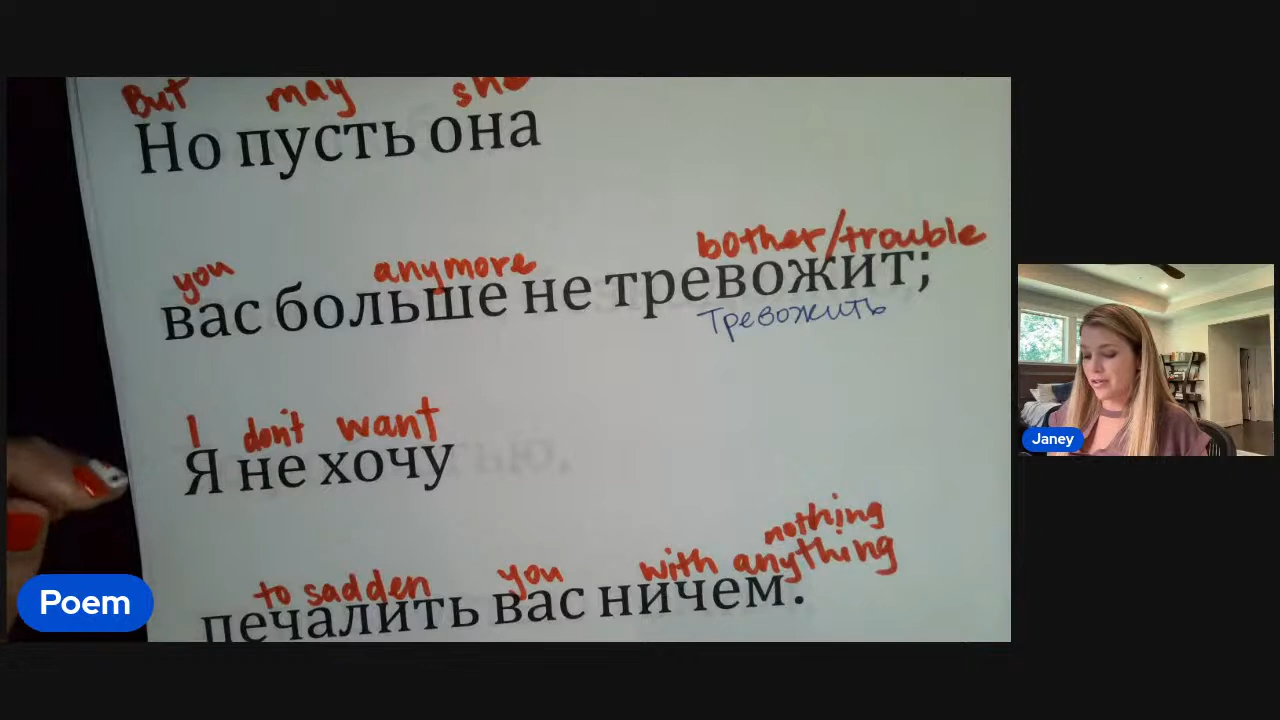 But may she
Но пусть она
you anymore bother/trouble
вас больше не тревожит;
Тревожить
I don't want
Я не хочу
nothing
to sadden you with anything
печалить вас ничем.
Poem
Janey